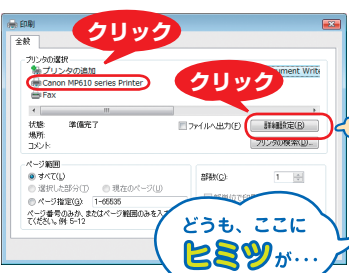 印刷
全般
クリック
プリンタの選択
プリンタの追加
Canon MP610 series Printer
Fax
ument Write
クリック
状態: 準備完了
場所:
コメント:
ファイルへ出力(F)
詳細設定(R)
プリンタの検索(D)...
ページ範囲
すべて(L)
選択した部分(T)
現在のページ(U)
ページ指定(G): 1-65535
ページ番号のみか、またはページ範囲のみを入
てください。例: 5-12
部数(C): 1
どうも、ここに
ヒミツが・・・